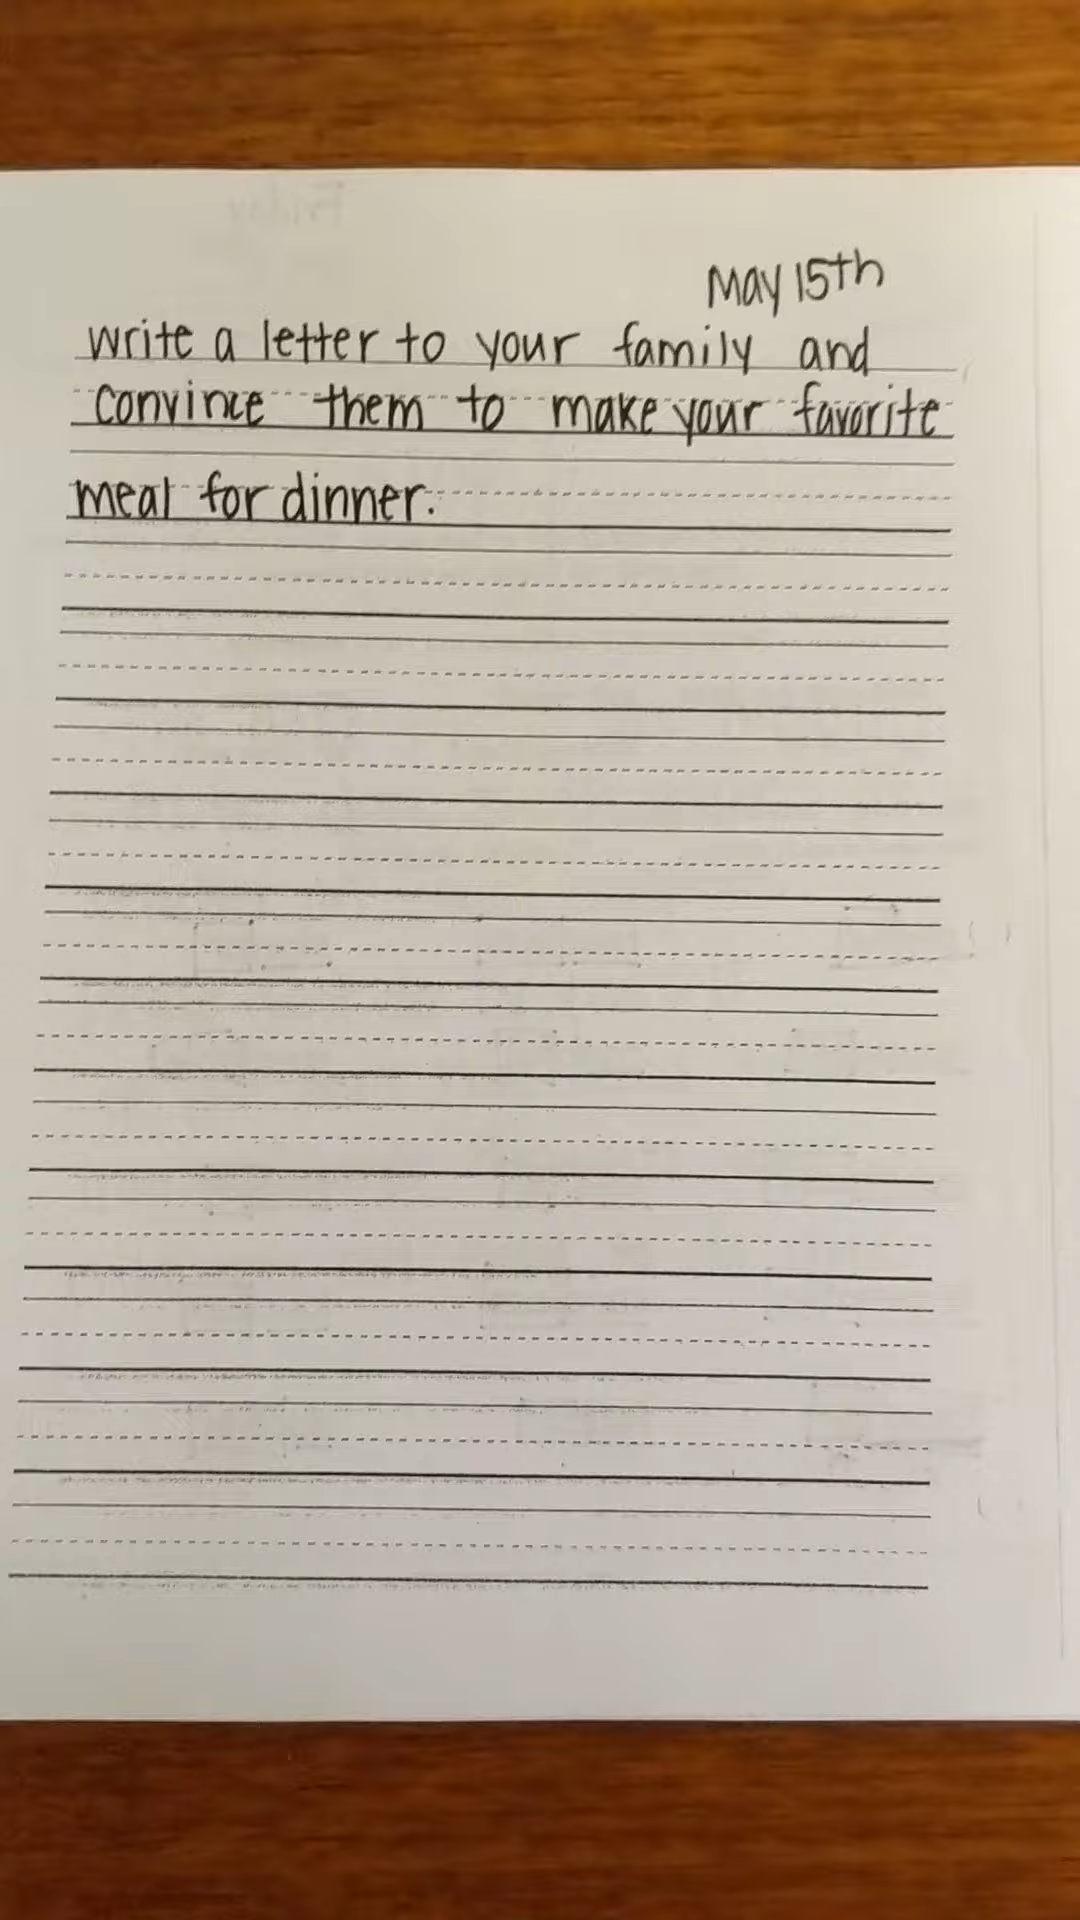 May 15th
write a letter to your family and
convince them to make your favorite
meal for dinner.